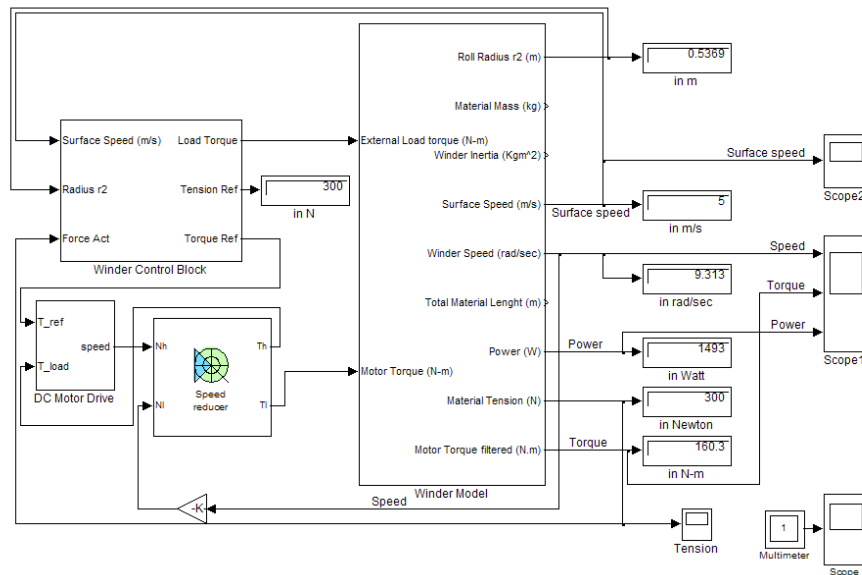 Roll Radius r2 (m)
0.5369
in m
Material Mass (kg)
Surface Speed (m/s)
Load Torque
External Load torque (N-m)
Winder Inertia (Kgm^2)
Surface speed
Scope2
Radius r2
Tension Ref
300
in N
Surface Speed (m/s)
Surface speed
5
in m/s
Force Act
Torque Ref
Winder Control Block
Winder Speed (rad/sec)
Speed
9.313
in rad/sec
Torque
Total Material Lenght (m)
T_ref
speed
T_load
DC Motor Drive
Nh
Th
Nl
Tl
Speed
reducer
Power (W)
Power
1493
in Watt
Power
Scope1
Motor Torque (N-m)
Material Tension (N)
300
in Newton
Motor Torque filtered (N.m)
Torque
160.3
in N-m
Winder Model
-K
Speed
Tension
1
Multimeter
Scope